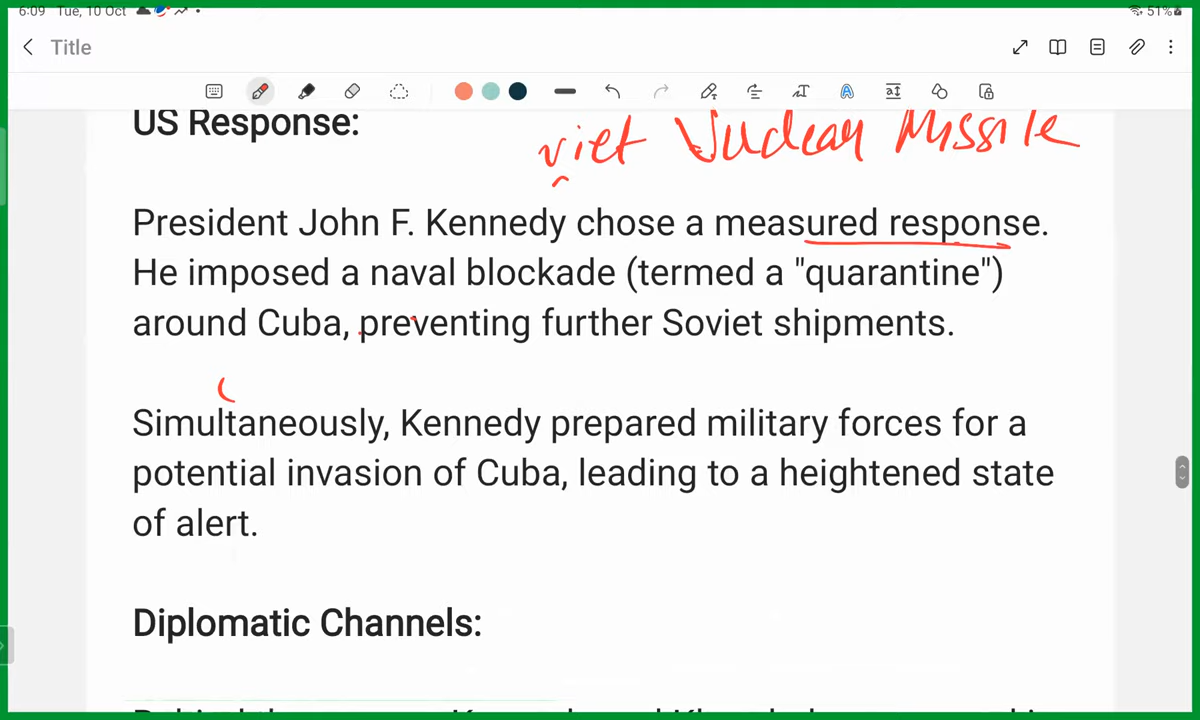 6:09 Tue, 10 Oct
51%
Title
US Response:
viet Nuclear Missile
President John F. Kennedy chose a measured response.
He imposed a naval blockade (termed a "quarantine")
around Cuba, preventing further Soviet shipments.
Simultaneously, Kennedy prepared military forces for a
potential invasion of Cuba, leading to a heightened state
of alert.
Diplomatic Channels: